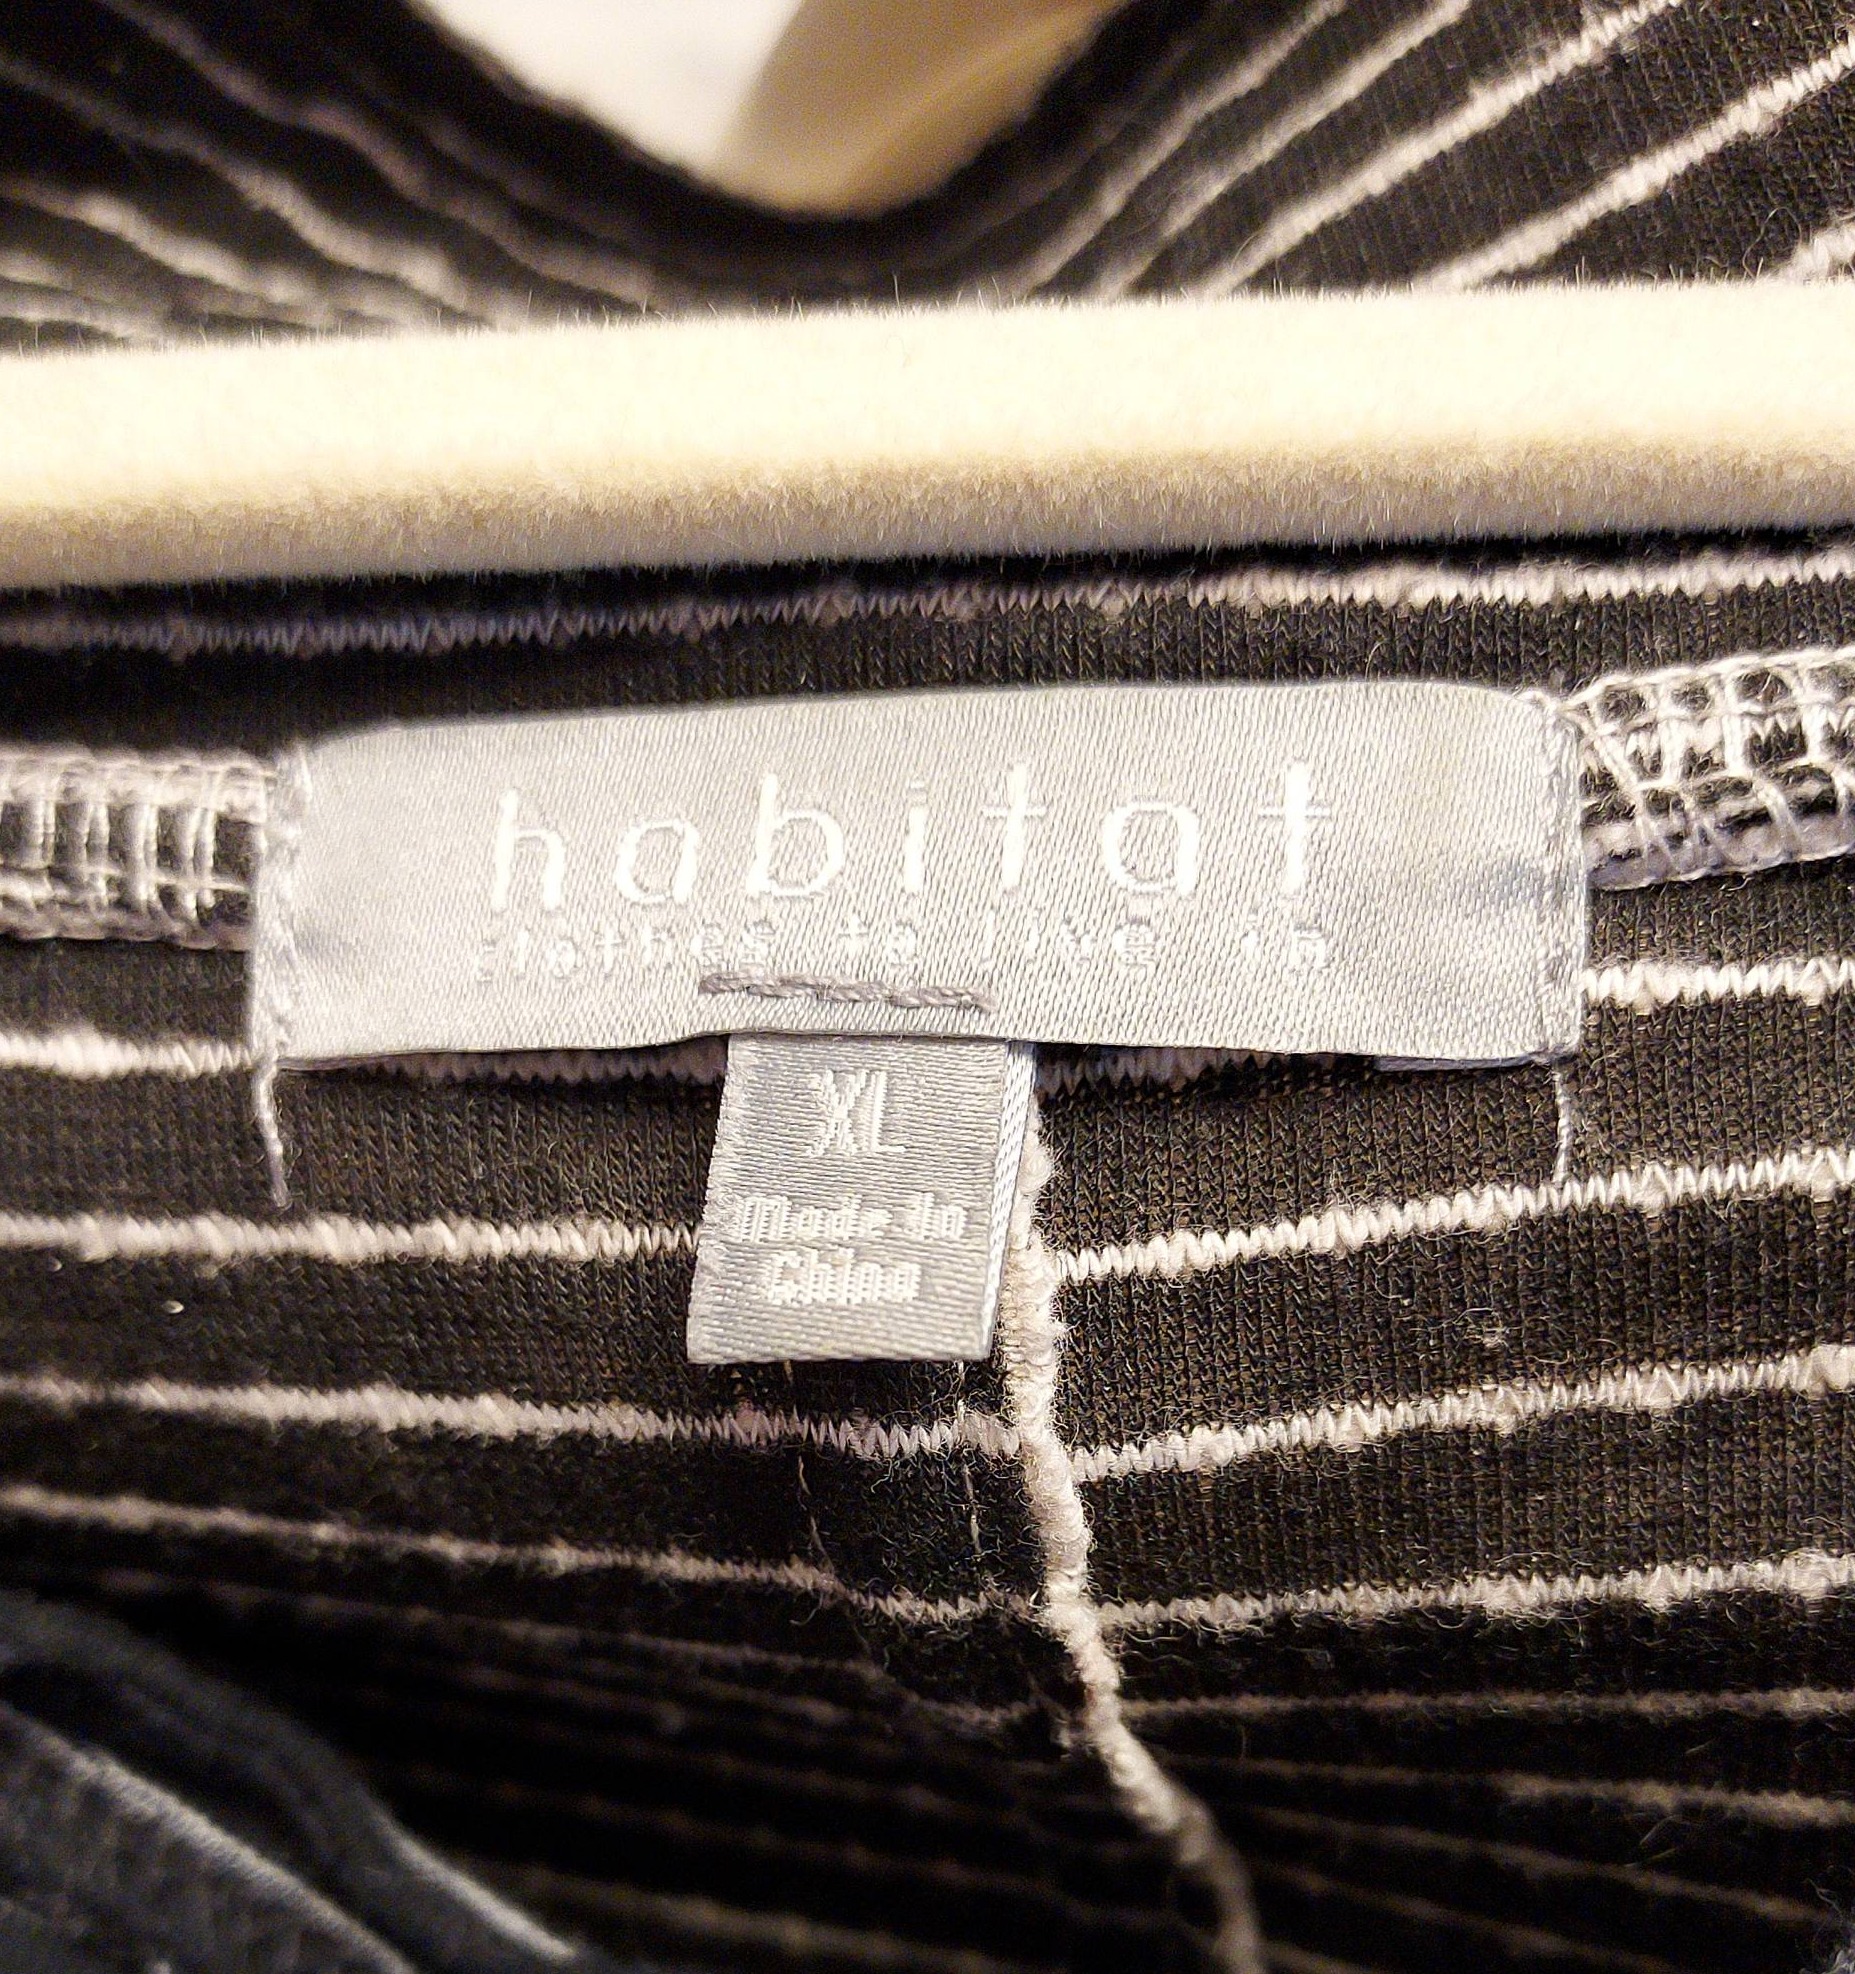 habitat
clothes to live in
XL
Made In
China